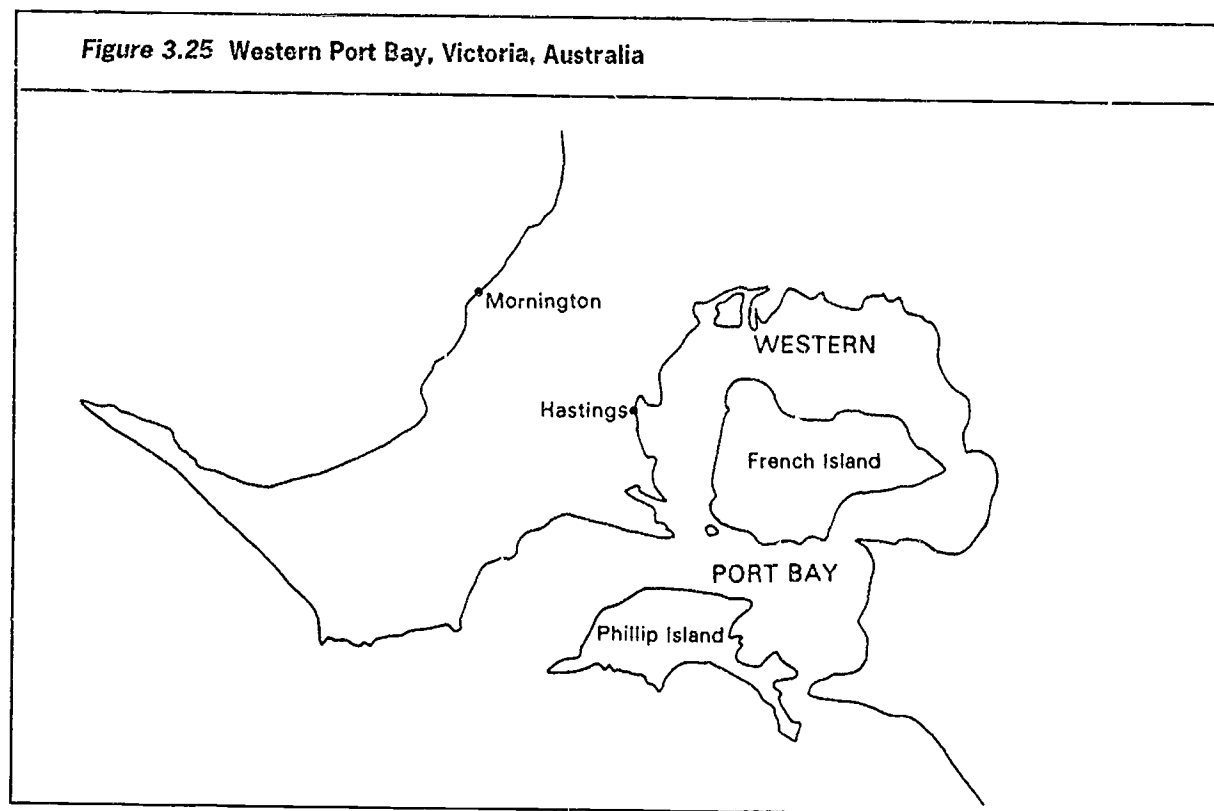 Figure 3.25 Western Port Bay, Victoria, Australia
Mornington
WESTERN
Hastings
French Island
PORT BAY
Phillip Island